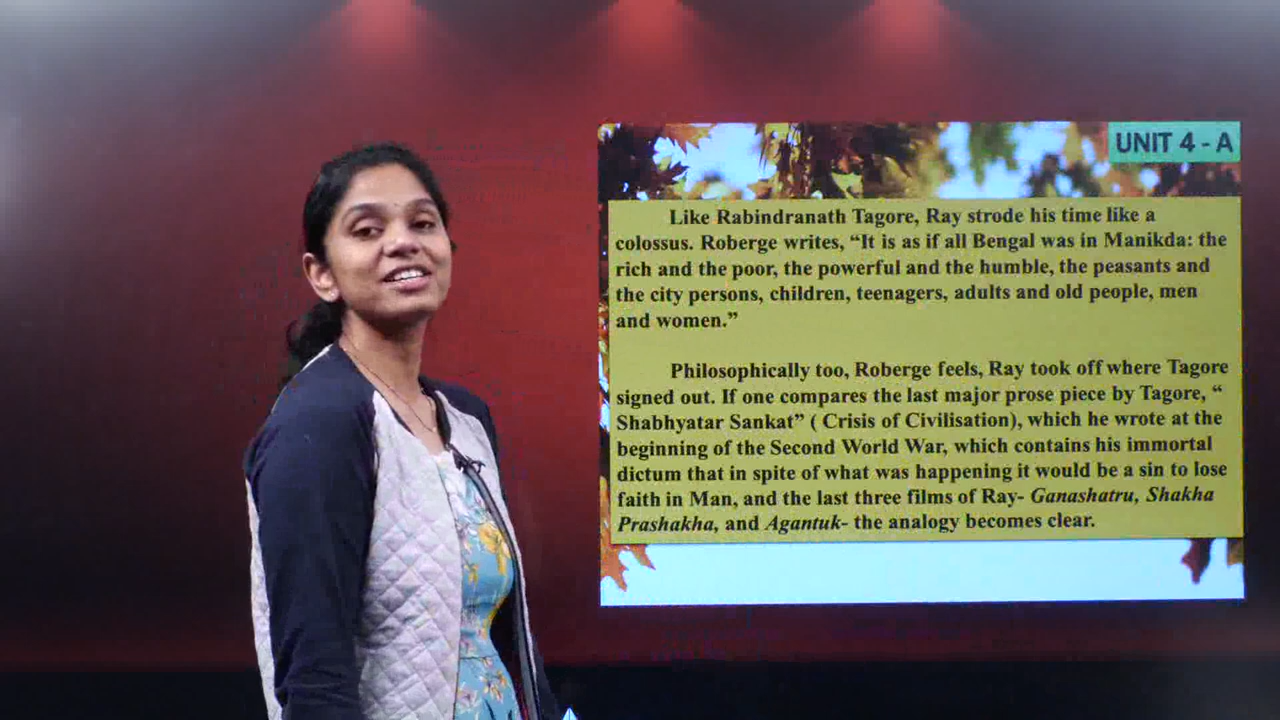 UNIT 4 - A
Like Rabindranath Tagore, Ray strode his time like a
colossus. Roberge writes, “It is as if all Bengal was in Manikda: the
rich and the poor, the powerful and the humble, the peasants and
the city persons, children, teenagers, adults and old people, men
and women.”
Philosophically too, Roberge feels, Ray took off where Tagore
signed out. If one compares the last major prose piece by Tagore, “
Shabhyatar Sankat” ( Crisis of Civilisation), which he wrote at the
beginning of the Second World War, which contains his immortal
dictum that in spite of what was happening it would be a sin to lose
faith in Man, and the last three films of Ray- Ganashatru, Shakha
Prashakha, and Agantuk- the analogy becomes clear.